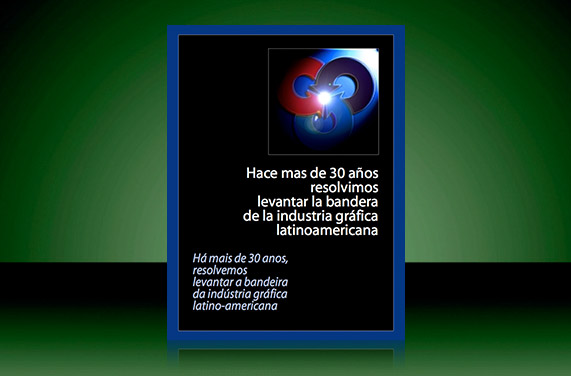 Hace mas de 30 años
resolvimos
levantar la bandera
de la industria gráfica
latinoamericana
Há mais de 30 anos,
resolvemos
levantar a bandeira
da indústria gráfica
latino-americana